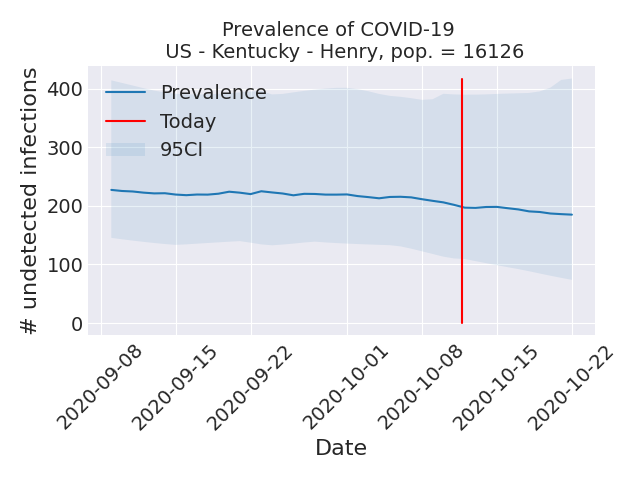 Prevalence of COVID-19
US - Kentucky - Henry, pop. = 16126
# undetected infections
400
300
200
100
0
Prevalence
Today
95CI
2020-09-08
2020-09-15
2020-09-22
2020-10-01
2020-10-08
2020-10-15
2020-10-22
Date